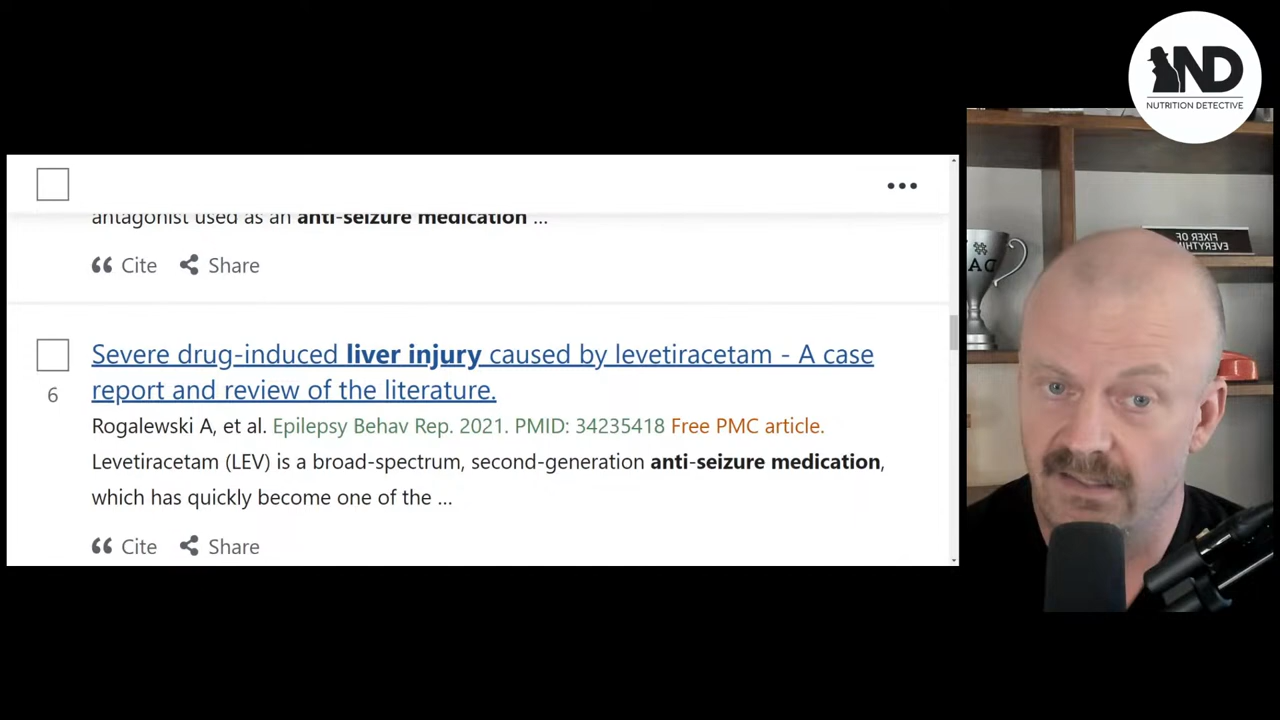 ND
NUTRITION DETECTIVE
antagonist used as an anti-seizure medication ...
Cite Share
Severe drug-induced liver injury caused by levetiracetam - A case
report and review of the literature.
6
Rogalewski A, et al. Epilepsy Behav Rep. 2021. PMID: 34235418 Free PMC article.
Levetiracetam (LEV) is a broad-spectrum, second-generation anti-seizure medication,
which has quickly become one of the ...
Cite Share
FIXER OF
EVERYTHING